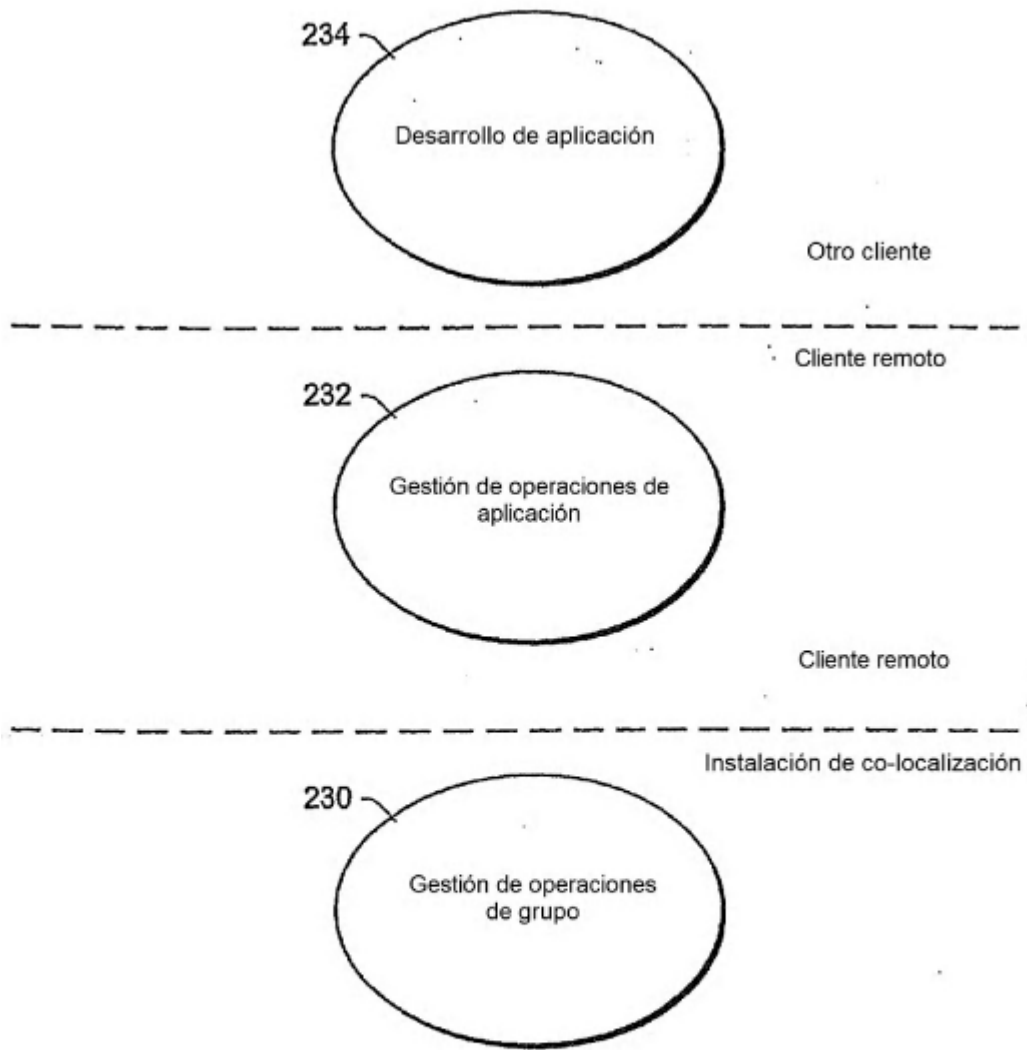 234
Desarrollo de aplicación
Otro cliente
Cliente remoto
232
Gestión de operaciones de
aplicación
Cliente remoto
Instalación de co-localización
230
Gestión de operaciones
de grupo